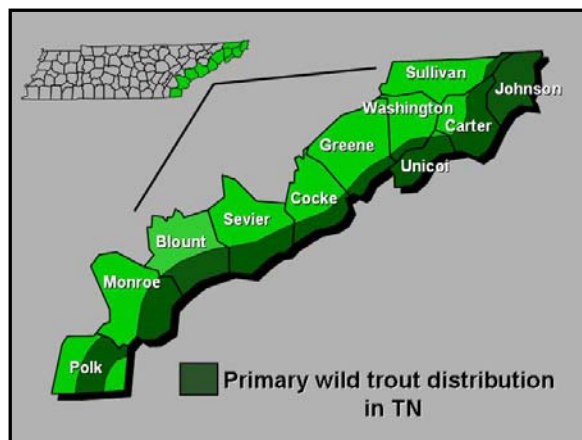 Sullivan
Johnson
Washington
Carter
Greene
Unicoi
Cocke
Sevier
Blount
Monroe
Polk
Primary wild trout distribution
in TN